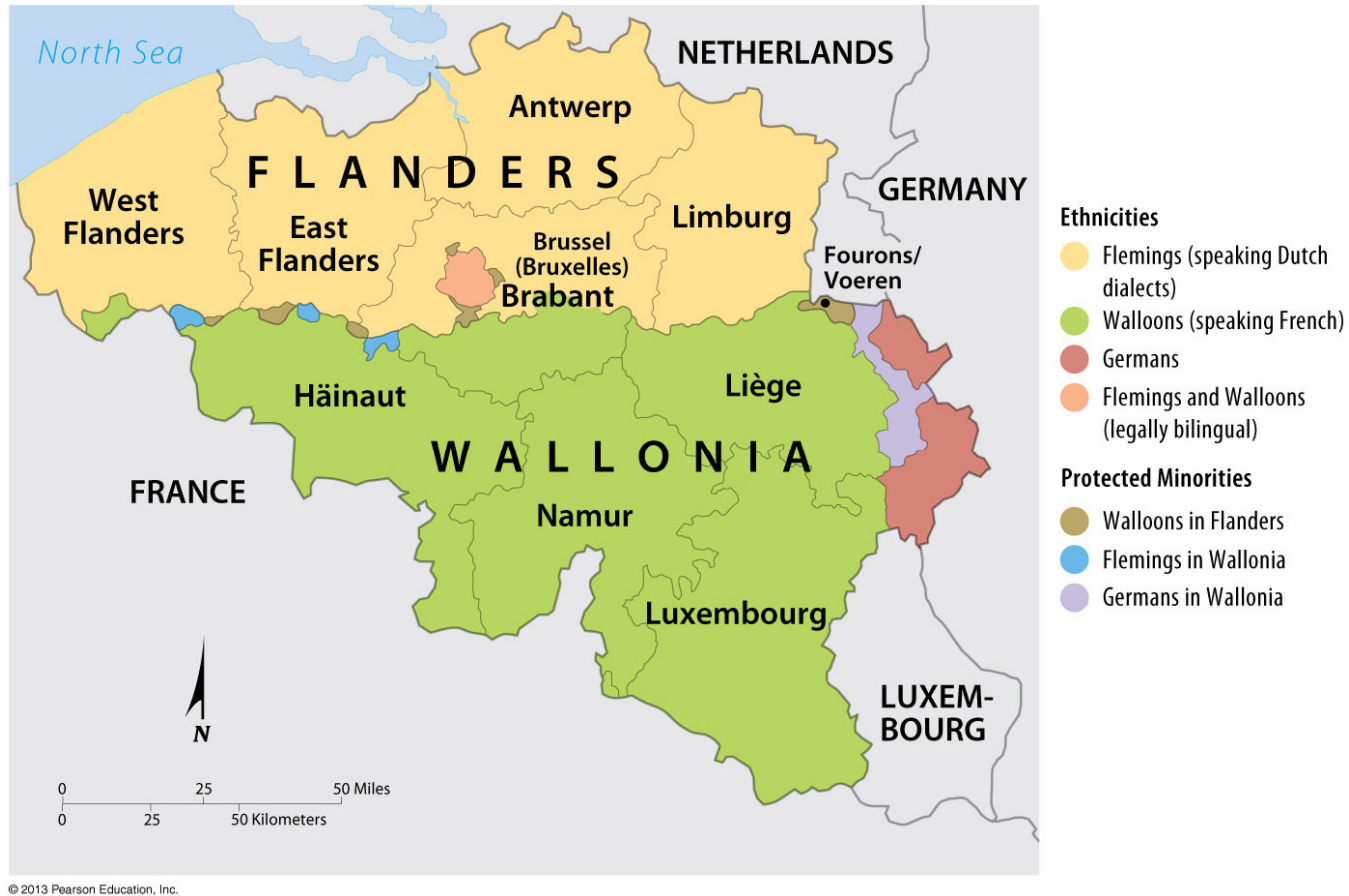 North Sea
NETHERLANDS
Antwerp
FLANDERS
GERMANY
West
Flanders
East
Flanders
Limburg
Brussel
(Bruxelles)
Brabant
Fourons/
Voeren
Häinaut
Liège
WALLONIA
FRANCE
Namur
Luxembourg
LUXEM-
BOURG
N
0 25 50 Miles
0 25 50 Kilometers
Ethnicities
Flemings (speaking Dutch
dialects)
Walloons (speaking French)
Germans
Flemings and Walloons
(legally bilingual)
Protected Minorities
Walloons in Flanders
Flemings in Wallonia
Germans in Wallonia
© 2013 Pearson Education, Inc.